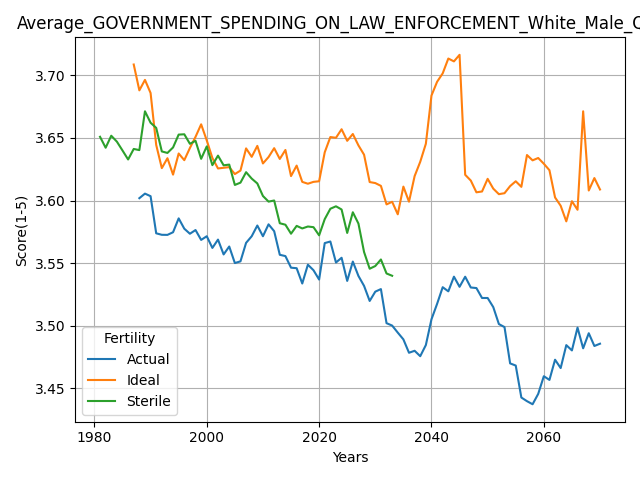 Average_GOVERNMENT_SPENDING_ON_LAW_ENFORCEMENT_White_Male_
Score(1-5)
3.70
3.65
3.60
3.55
3.50
3.45
Fertility
Actual
Ideal
Sterile
1980
2000
2020
2040
2060
Years